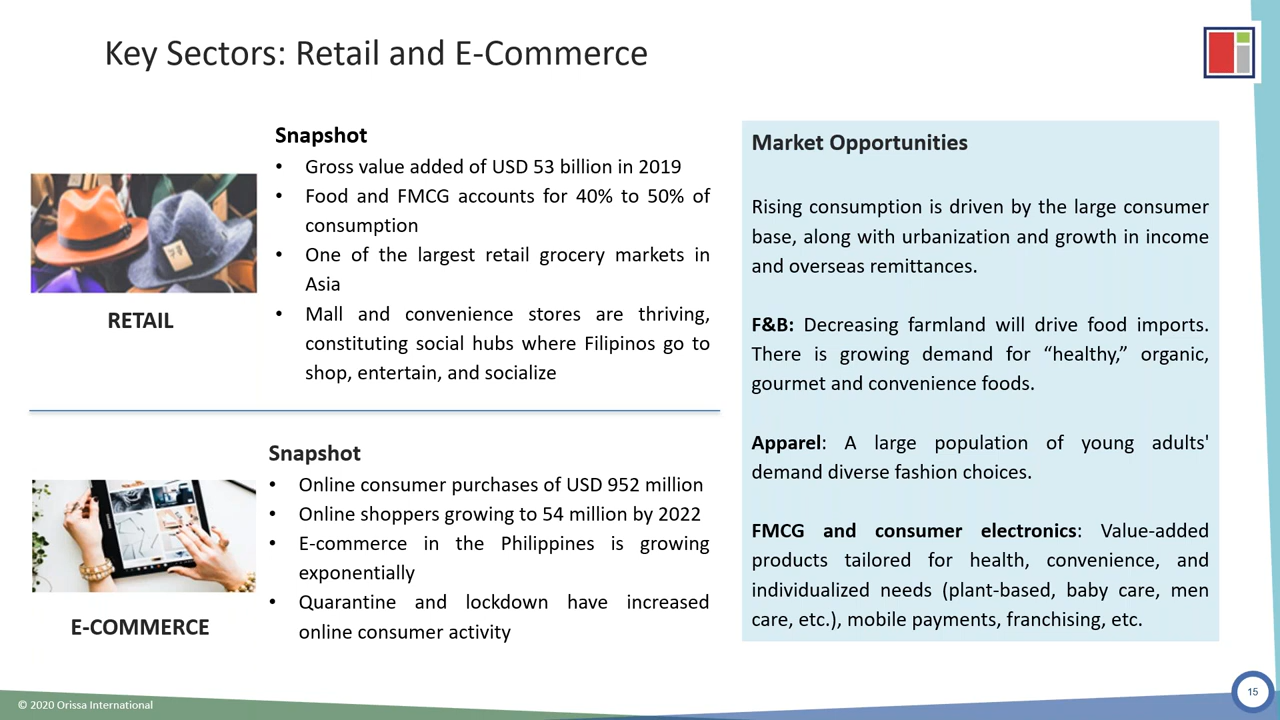 Key Sectors: Retail and E-Commerce
Snapshot
• Gross value added of USD 53 billion in 2019
• Food and FMCG accounts for 40% to 50% of
consumption
• One of the largest retail grocery markets in
Asia
• Mall and convenience stores are thriving,
constituting social hubs where Filipinos go to
shop, entertain, and socialize
RETAIL
Snapshot
• Online consumer purchases of USD 952 million
• Online shoppers growing to 54 million by 2022
• E-commerce in the Philippines is growing
exponentially
• Quarantine and lockdown have increased
online consumer activity
E-COMMERCE
Market Opportunities
Rising consumption is driven by the large consumer
base, along with urbanization and growth in income
and overseas remittances.
F&B: Decreasing farmland will drive food imports.
There is growing demand for “healthy,” organic,
gourmet and convenience foods.
Apparel: A large population of young adults'
demand diverse fashion choices.
FMCG and consumer electronics: Value-added
products tailored for health, convenience, and
individualized needs (plant-based, baby care, men
care, etc.), mobile payments, franchising, etc.
© 2020 Orissa International
15